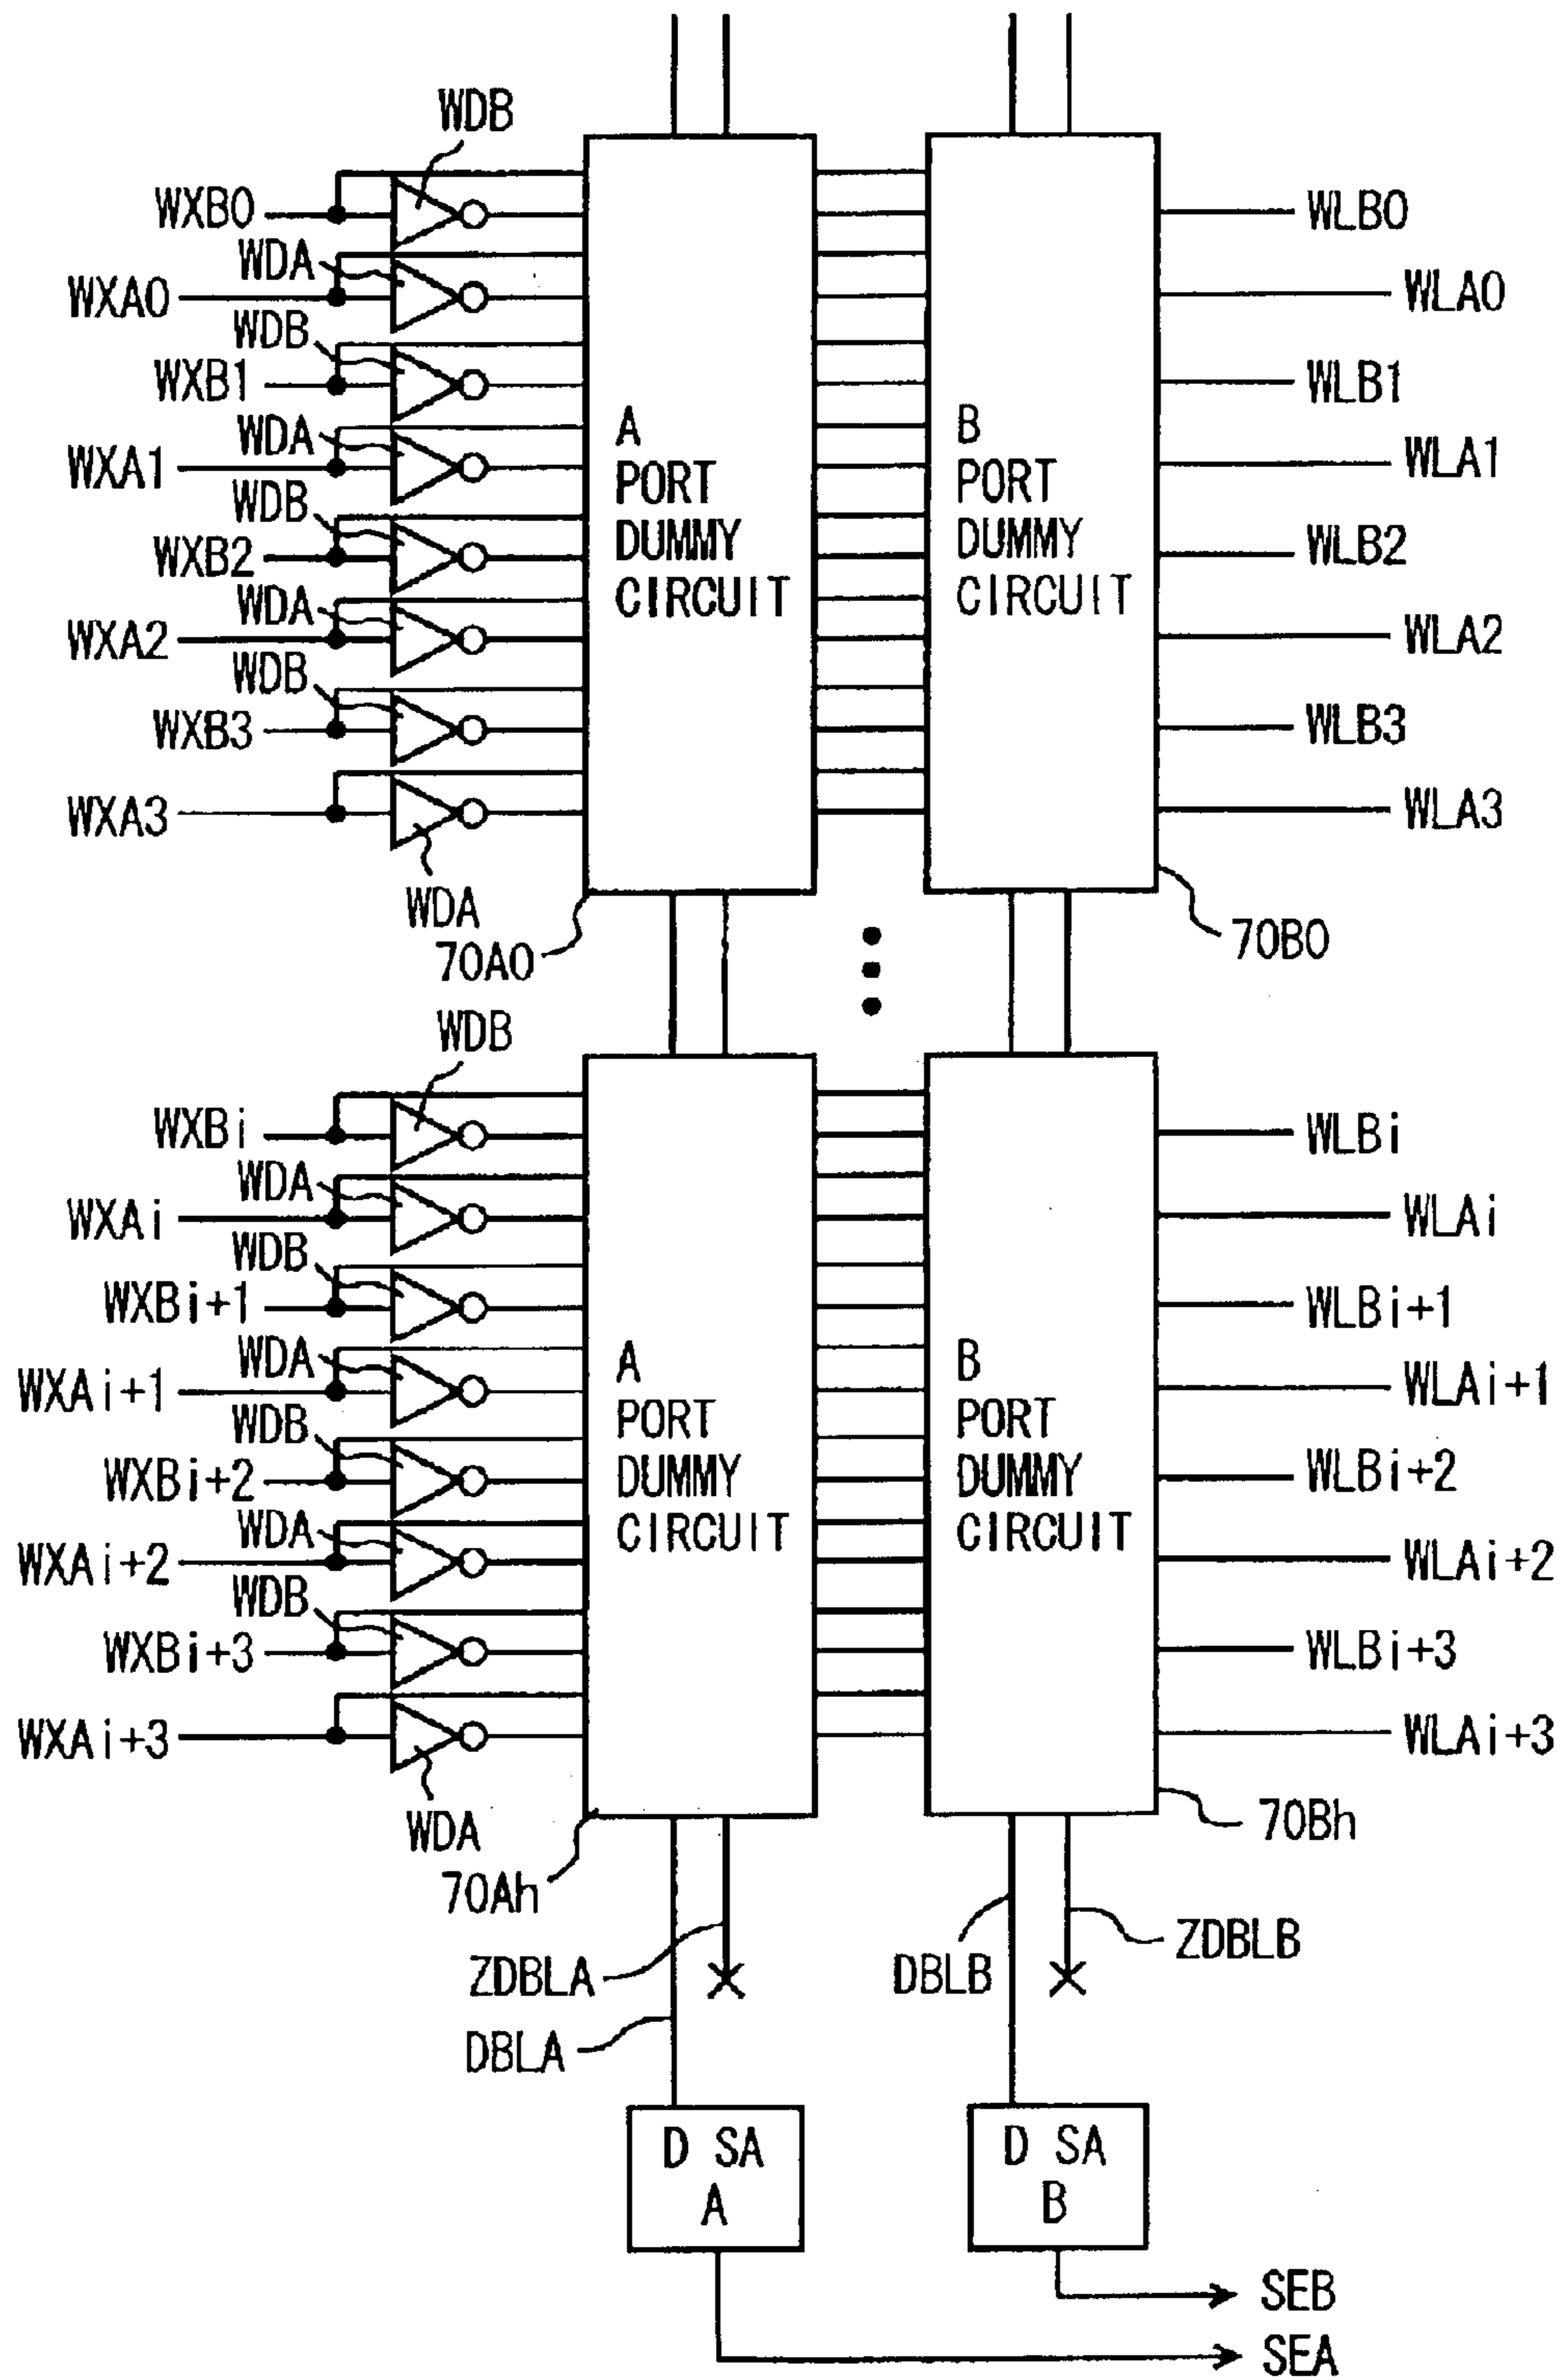 WDB
WXB0
WLB0
WDA
WXA0
WLA0
WDB
WXB1
WLB1
WDA
WXA1
WLA1
WDB
WXB2
WLB2
WDA
WXA2
WLA2
WDB
WXB3
WLB3
WXA3
WLA3
WDA
A
PORT
DUMMY
CIRCUIT
B
PORT
DUMMY
CIRCUIT
70A0
70B0
WDB
WXBi
WLBi
WDA
WXAi
WLAi
WDB
WXBi+1
WLBi+1
WDA
WXAi+1
WLAi+1
WDB
WXBi+2
WLBi+2
WDA
WXAi+2
WLAi+2
WDB
WXBi+3
WLBi+3
WXAi+3
WLAi+3
WDA
A
PORT
DUMMY
CIRCUIT
B
PORT
DUMMY
CIRCUIT
70Ah
70Bh
ZDBLA
DBLA
DBLB
ZDBLB
D SA
A
D SA
B
SEB
SEA